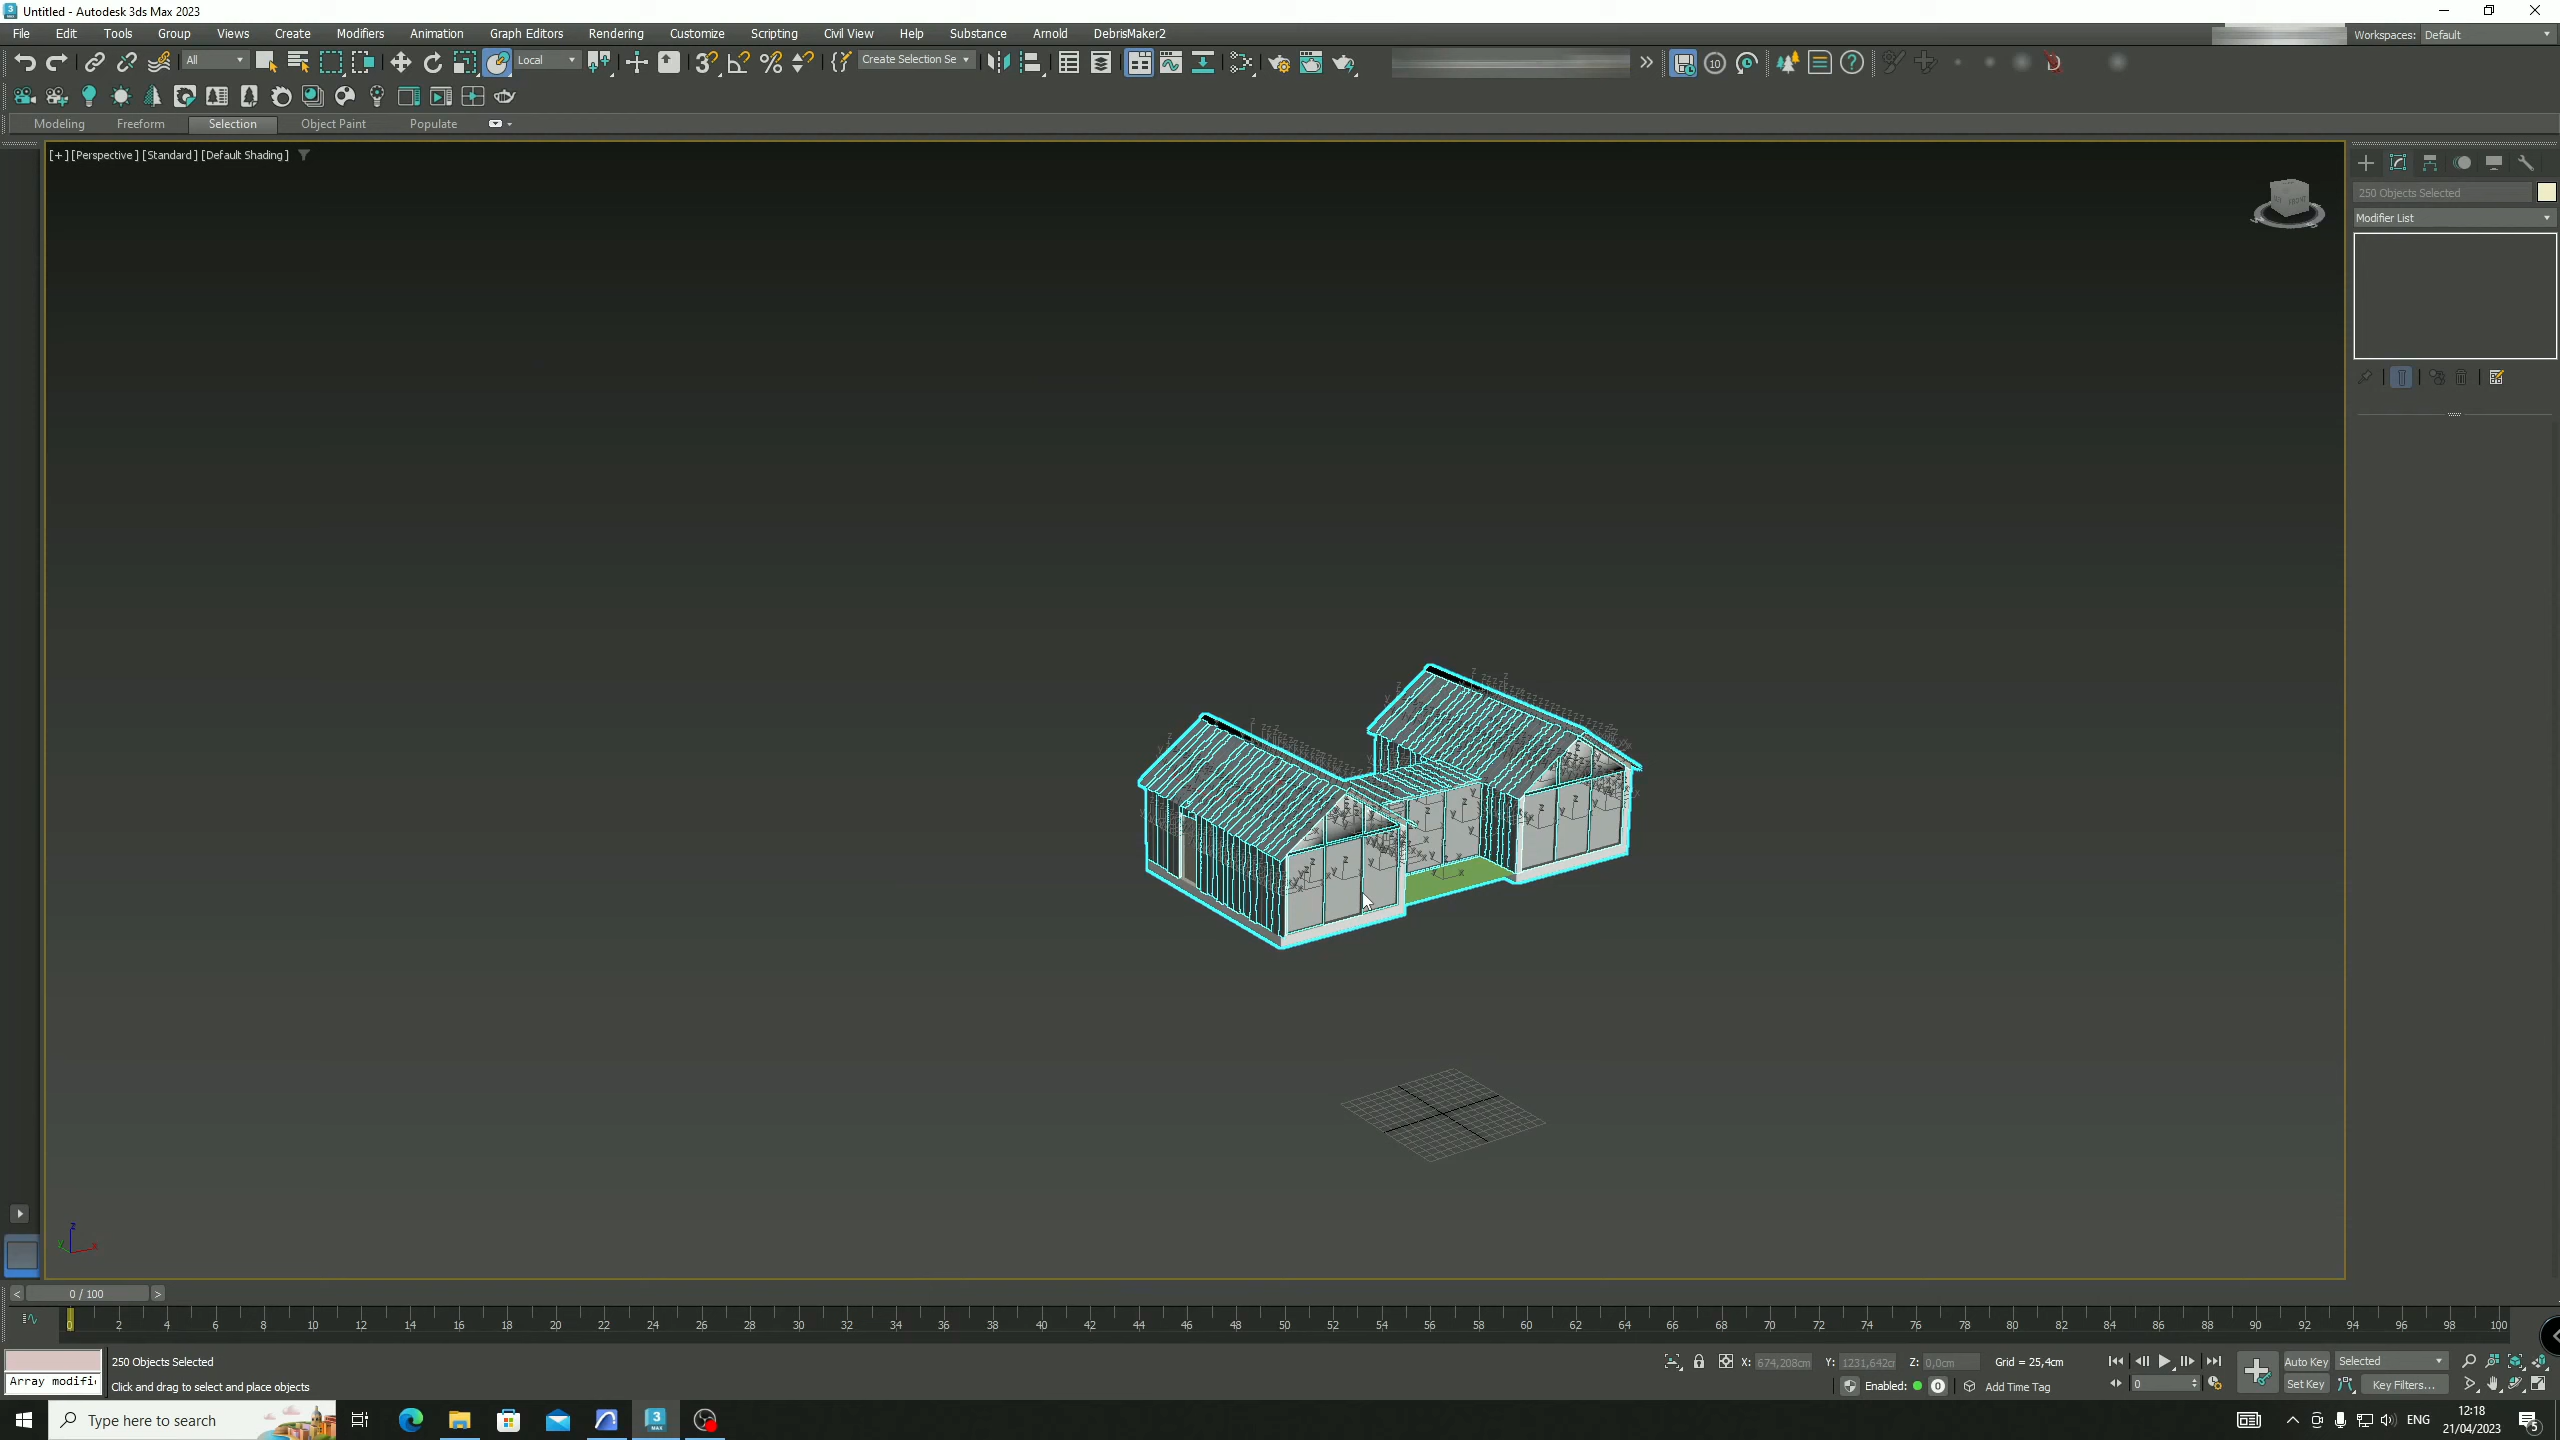 Untitled - Autodesk 3ds Max 2023
File Edit Tools Group Views Create Modifiers Animation Graph Editors Rendering Customize Scripting Civil View Help Substance Arnold DebrisMaker2
Workspaces: Default
All Local Create Selection Se
Modeling Freeform Selection Object Paint Populate
[+] [Perspective ] [Standard ] [Default Shading ]
250 Objects Selected
Modifier List
0 / 100
0 2 4 6 8 10 12 14 16 18 20 22 24 26 28 30 32 34 36 38 40 42 44 46 48 50 52 54 56 58 60 62 64 66 68 70 72 74 76 78 80 82 84 86 88 90 92 94 96 98 100
250 Objects Selected
X: 674,208cm Y: 1231,642cm Z: 0,0cm Grid = 25,4cm
Auto Key Selected
Array modifi
Click and drag to select and place objects
Enabled: 0 Add Time Tag
0
Set Key Key Filters...
Type here to search
ENG
12:18
21/04/2023
5